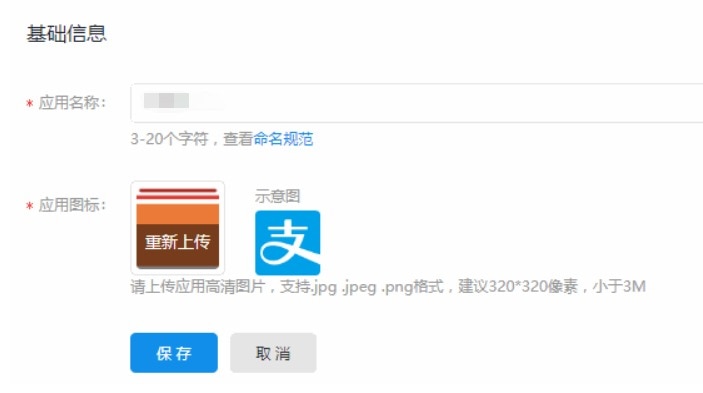 基础信息
* 应用名称：
3-20个字符，查看命名规范
* 应用图标：
重新上传
示意图
支
请上传应用高清图片，支持.jpg .jpeg .png格式，建议320*320像素，小于3M
保存 取消